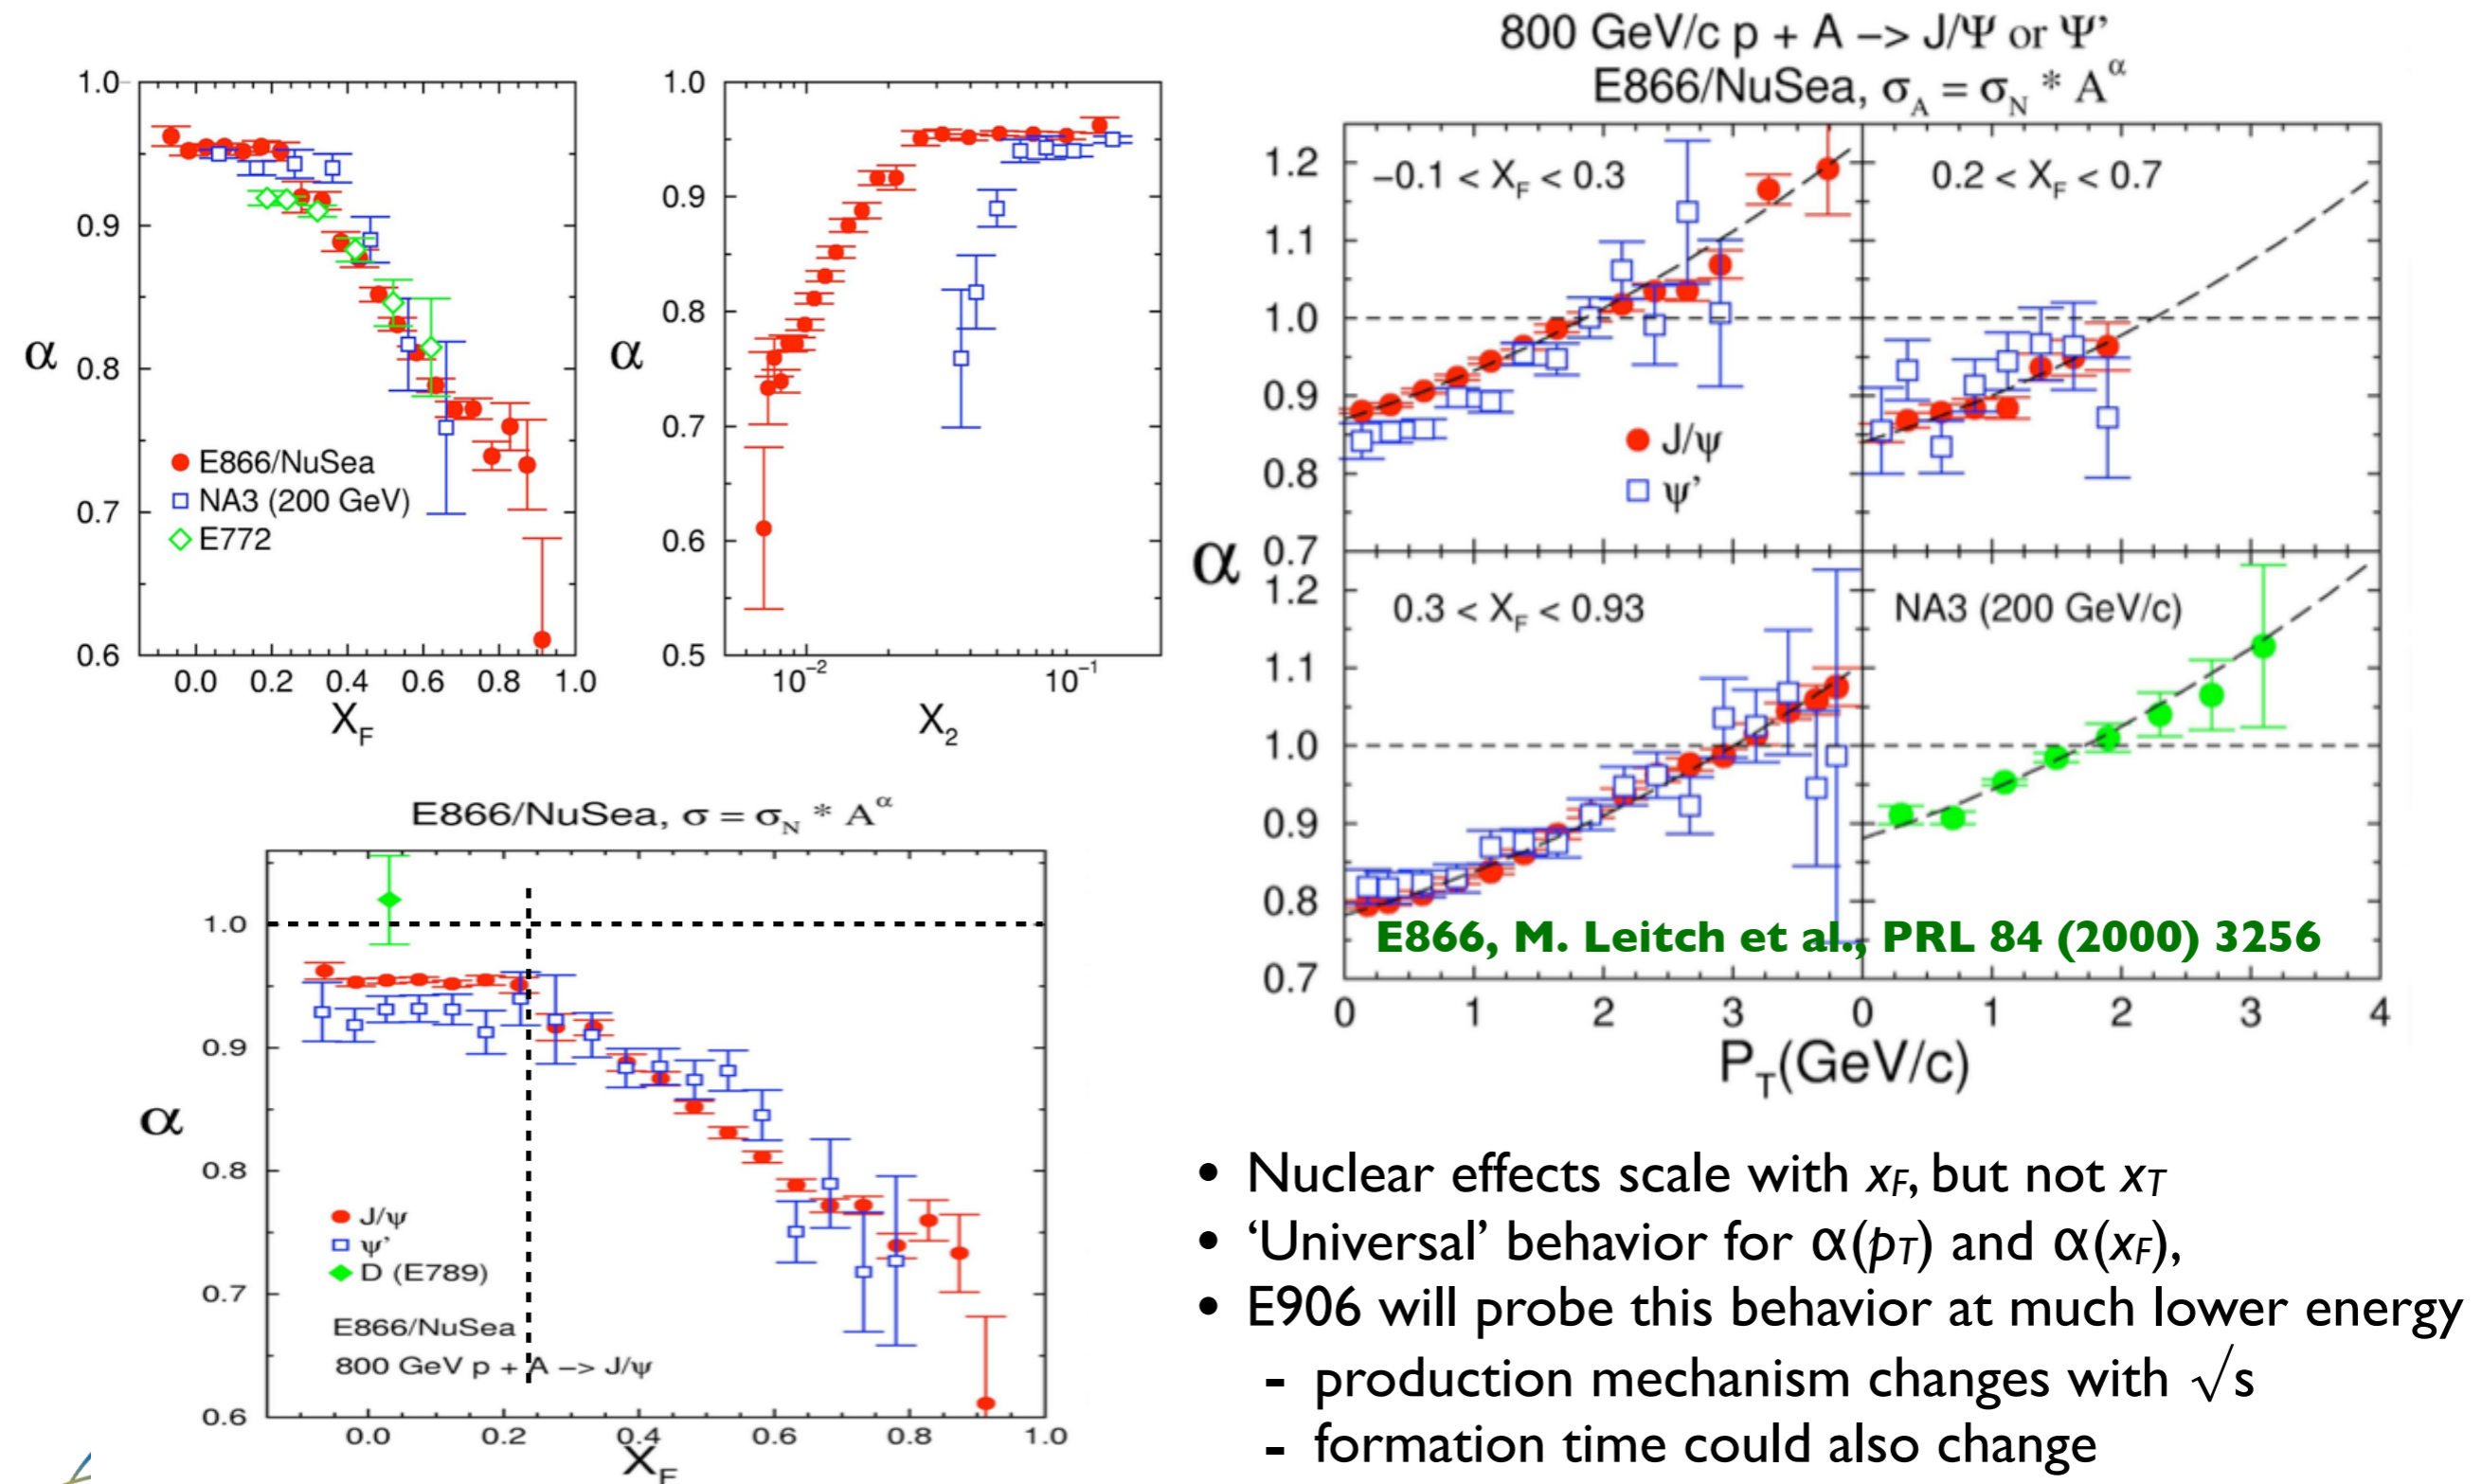 1.0
0.9
α 0.8
0.7
0.6
E866/NuSea
NA3 (200 GeV)
E772
0.0 0.2 0.4 0.6 0.8 1.0
X_F
1.0
0.9
0.8
α
0.7
0.6
0.5
10⁻² 10⁻¹
X₂
800 GeV/c p + A –> J/Ψ or Ψ’
E866/NuSea, σ_A = σ_N * A^α
1.2
1.1
1.0
0.9
0.8
0.7
−0.1 < X_F < 0.3
0.2 < X_F < 0.7
J/ψ
ψ’
α
1.2
1.1
1.0
0.9
0.8
0.7
0.3 < X_F < 0.93
NA3 (200 GeV/c)
E866, M. Leitch et al., PRL 84 (2000) 3256
0 1 2 3 0 1 2 3 4
P_T(GeV/c)
E866/NuSea, σ = σ_N * A^α
1.0
0.9
α
0.8
0.7
0.6
J/ψ
ψ’
D (E789)
E866/NuSea
800 GeV p + A –> J/ψ
0.0 0.2 0.4 0.6 0.8 1.0
X_F
• Nuclear effects scale with x_F, but not x_T
• ‘Universal’ behavior for α(p_T) and α(x_F),
• E906 will probe this behavior at much lower energy
- production mechanism changes with √s
- formation time could also change